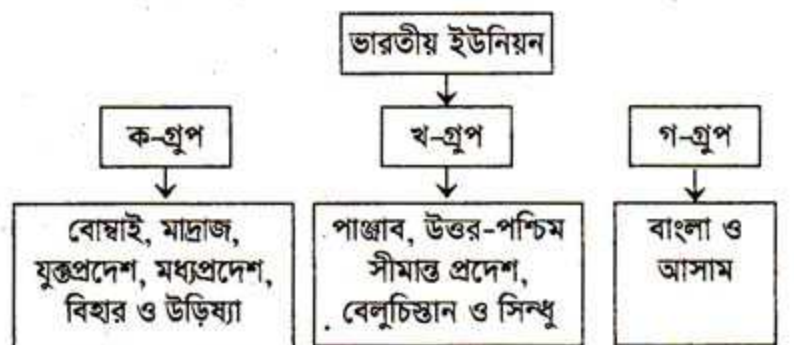 ভারতীয় ইউনিয়ন
ক-গ্রুপ
খ-গ্রুপ
গ-গ্রুপ
বোম্বাই, মাদ্রাজ,
যুক্তপ্রদেশ, মধ্যপ্রদেশ,
বিহার ও উড়িষ্যা
পাঞ্জাব, উত্তর-পশ্চিম
সীমান্ত প্রদেশ,
বেলুচিস্তান ও সিন্ধু
বাংলা ও
আসাম